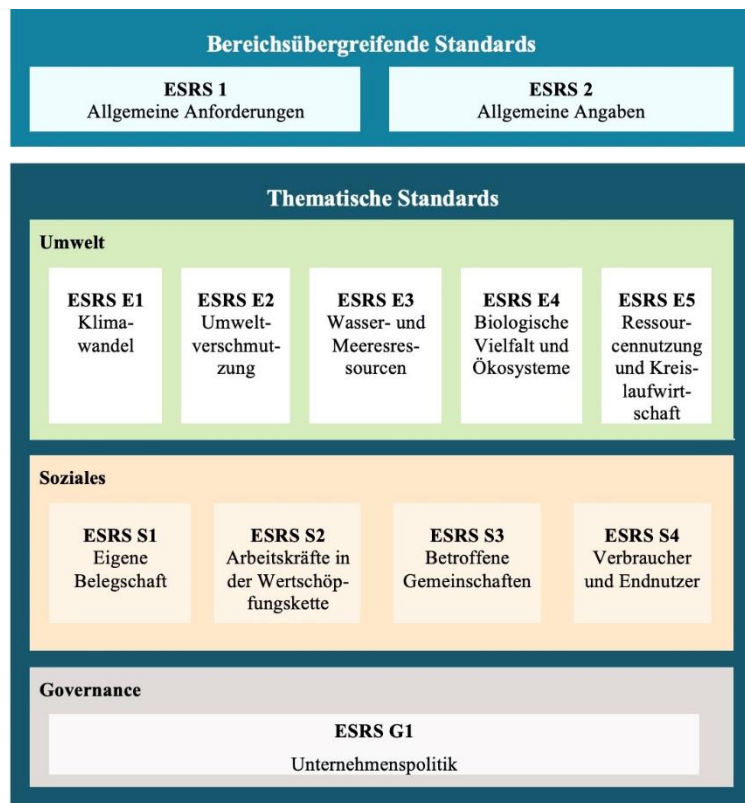 Bereichsübergreifende Standards
ESRS 1
Allgemeine Anforderungen
ESRS 2
Allgemeine Angaben
Thematische Standards
Umwelt
ESRS E1
Klima-
wandel
ESRS E2
Umwelt-
verschmut-
zung
ESRS E3
Wasser- und
Meeresres-
sourcen
ESRS E4
Biologische
Vielfalt und
Ökosysteme
ESRS E5
Ressour-
cennutzung
und Kreis-
laufwirt-
schaft
Soziales
ESRS S1
Eigene
Belegschaft
ESRS S2
Arbeitskräfte in
der Wertschöp-
fungskette
ESRS S3
Betroffene
Gemeinschaften
ESRS S4
Verbraucher
und Endnutzer
Governance
ESRS G1
Unternehmenspolitik